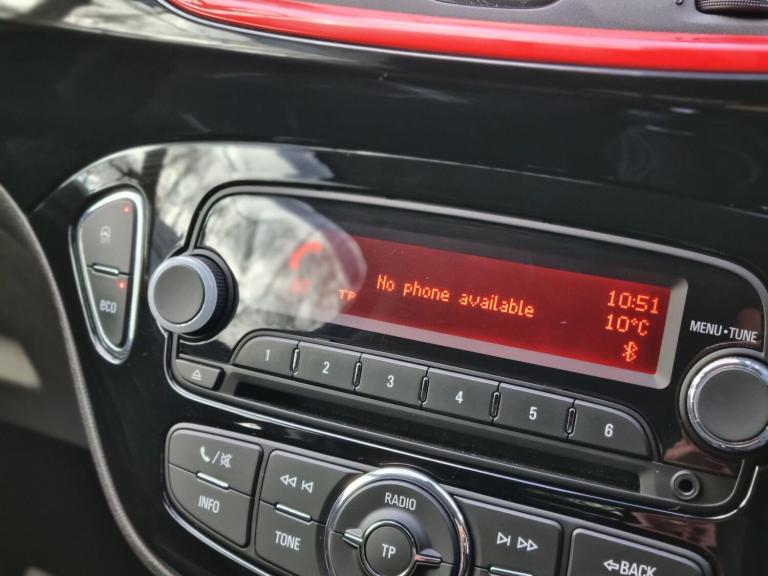 No phone available
10:51
TP
10°C
MENU•TUNE
eco
1 2 3 4 5 6
INFO
TONE
RADIO
TP
BACK